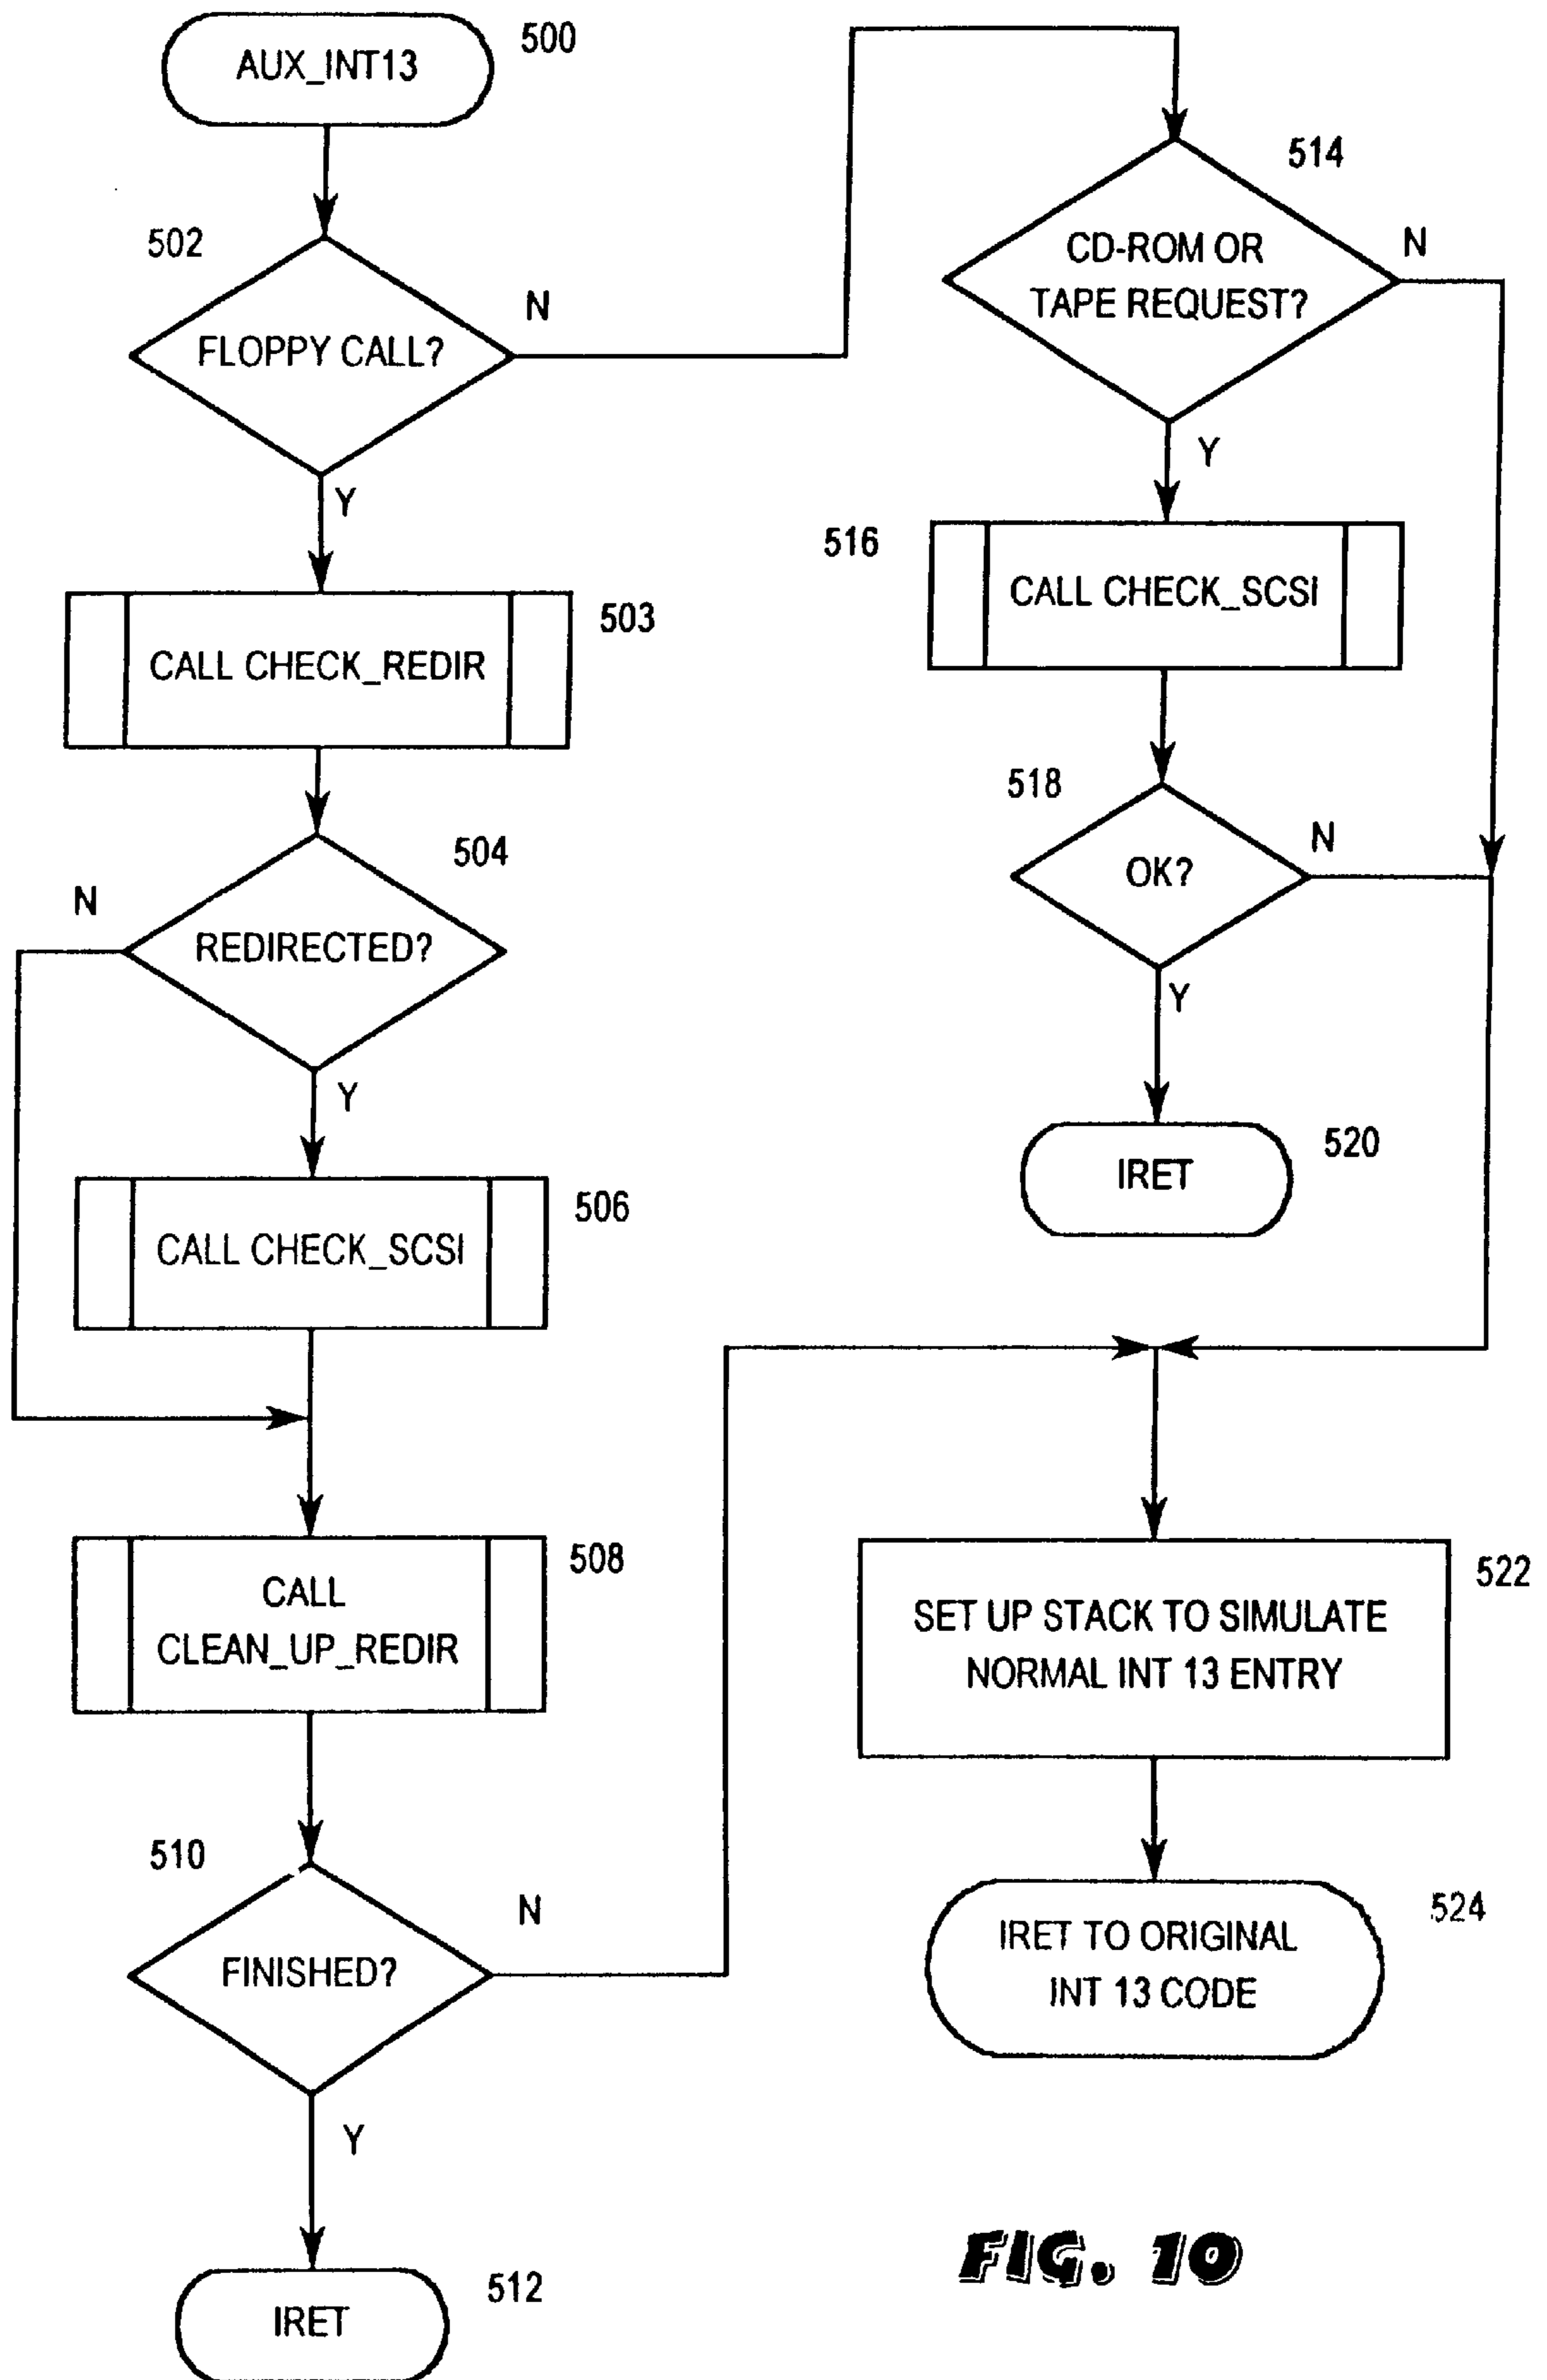 AUX_INT13
500
502
FLOPPY CALL?
N
Y
CALL CHECK_REDIR
503
504
N
REDIRECTED?
Y
CALL CHECK_SCSI
506
CALL
CLEAN_UP_REDIR
508
510
FINISHED?
N
Y
IRET
512
514
CD-ROM OR
TAPE REQUEST?
N
Y
516
CALL CHECK_SCSI
518
OK?
N
Y
IRET
520
SET UP STACK TO SIMULATE
NORMAL INT 13 ENTRY
522
IRET TO ORIGINAL
INT 13 CODE
524
FIG. 10